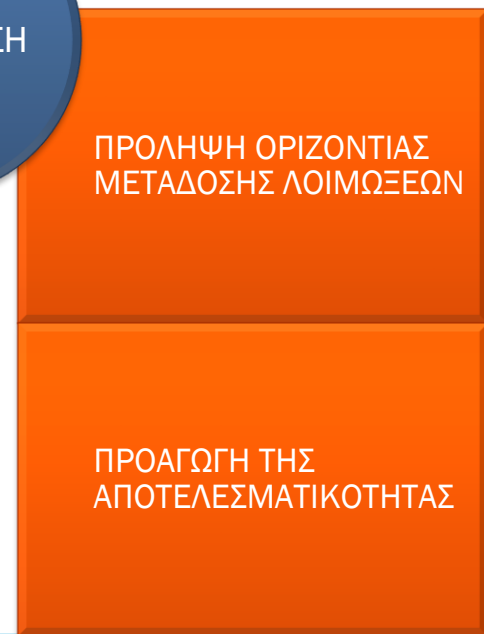 ΠΡΟΛΗΨΗ ΟΡΙΖΟΝΤΙΑΣ
ΜΕΤΑΔΟΣΗΣ ΛΟΙΜΩΞΕΩΝ
ΠΡΟΑΓΩΓΗ ΤΗΣ
ΑΠΟΤΕΛΕΣΜΑΤΙΚΟΤΗΤΑΣ